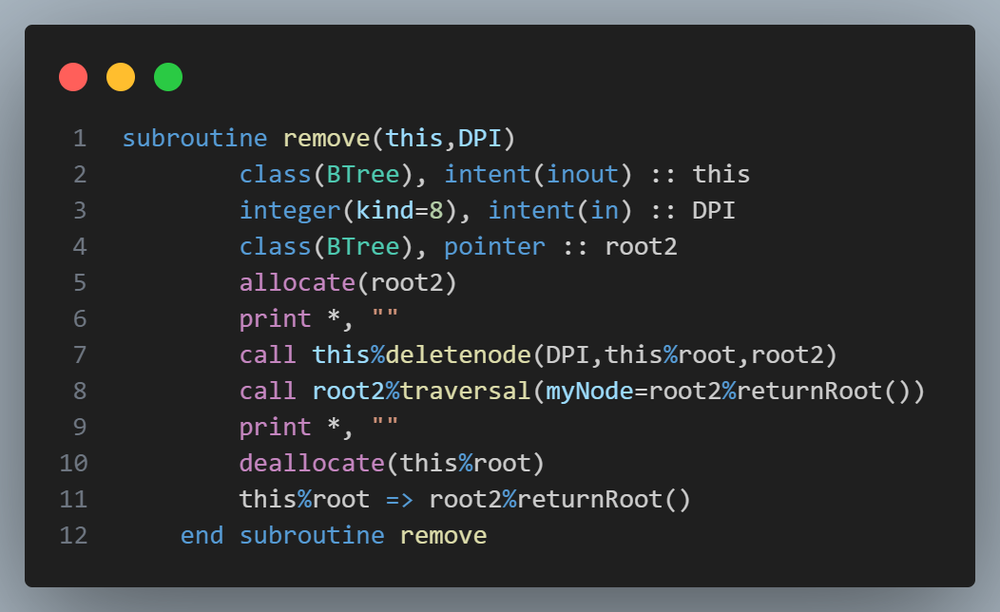 1 subroutine remove(this,DPI)
2         class(BTree), intent(inout) :: this
3         integer(kind=8), intent(in) :: DPI
4         class(BTree), pointer :: root2
5         allocate(root2)
6         print *, ""
7         call this%deletenode(DPI,this%root,root2)
8         call root2%traversal(myNode=root2%returnRoot())
9         print *, ""
10         deallocate(this%root)
11         this%root => root2%returnRoot()
12     end subroutine remove